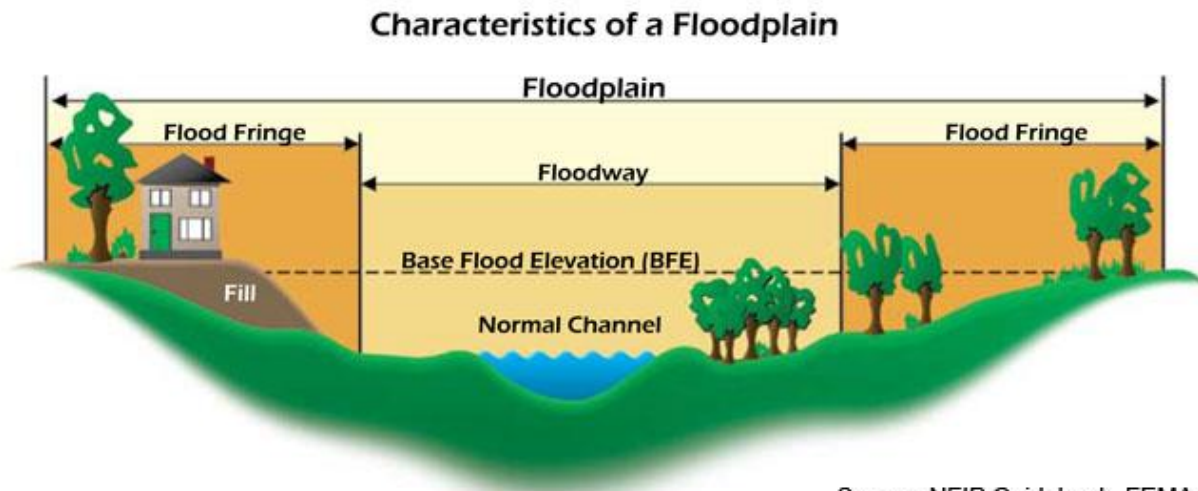 Characteristics of a Floodplain
Floodplain
Flood Fringe
Flood Fringe
Floodway
Base Flood Elevation (BFE)
Fill
Normal Channel